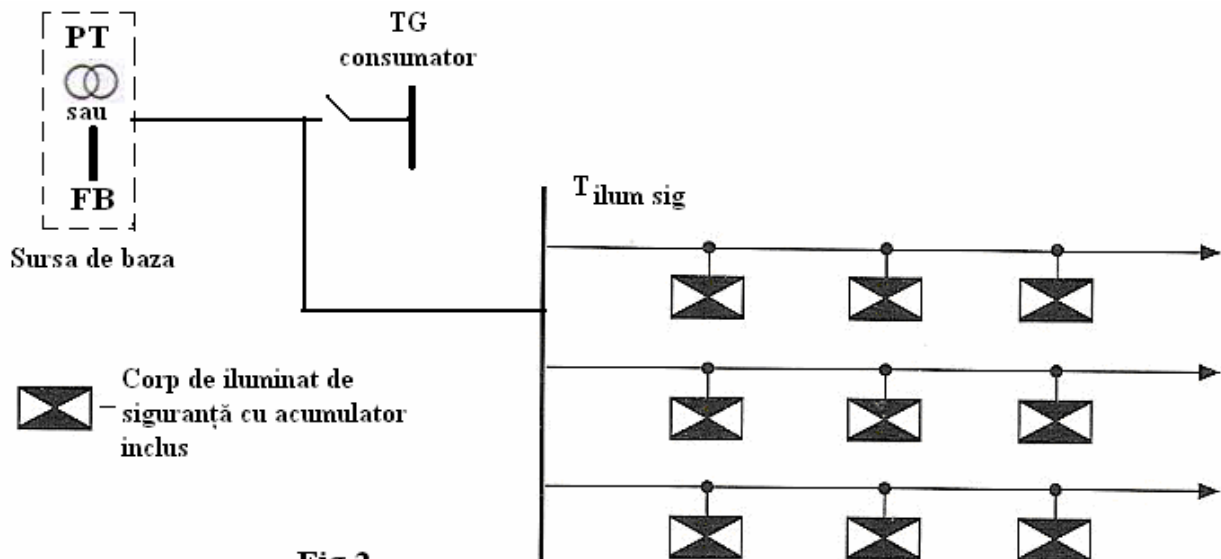 PT
sau
FB
Sursa de baza
TG
consumator
T ilum sig
Corp de iluminat de
siguranță cu acumulator
inclus